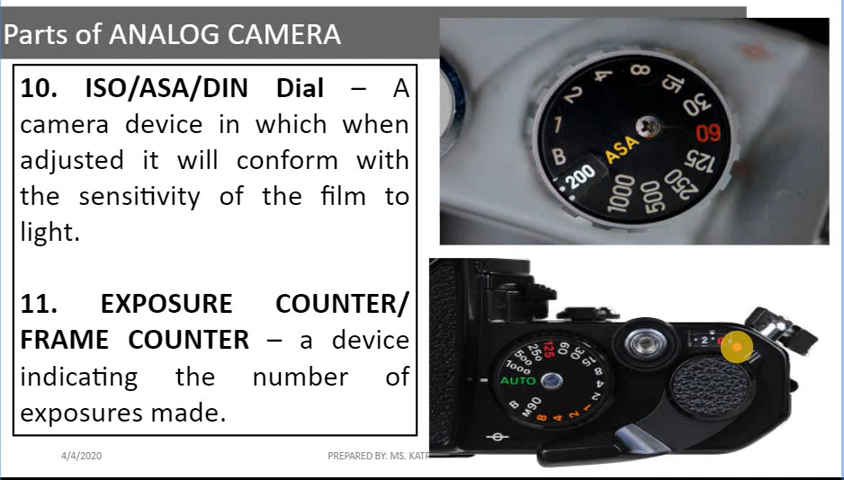 Parts of ANALOG CAMERA
10. ISO/ASA/DIN Dial – A
camera device in which when
adjusted it will conform with
the sensitivity of the film to
light.
11. EXPOSURE COUNTER/
FRAME COUNTER – a device
indicating the number of
exposures made.
4/4/2020
PREPARED BY: MS.
B 1 2 4 8 15 30 60 125 250 500 1000
ASA
200
AUTO 1000 500 250 125 60 30 15 8 4 2 1 2 4 8 M90 B
2